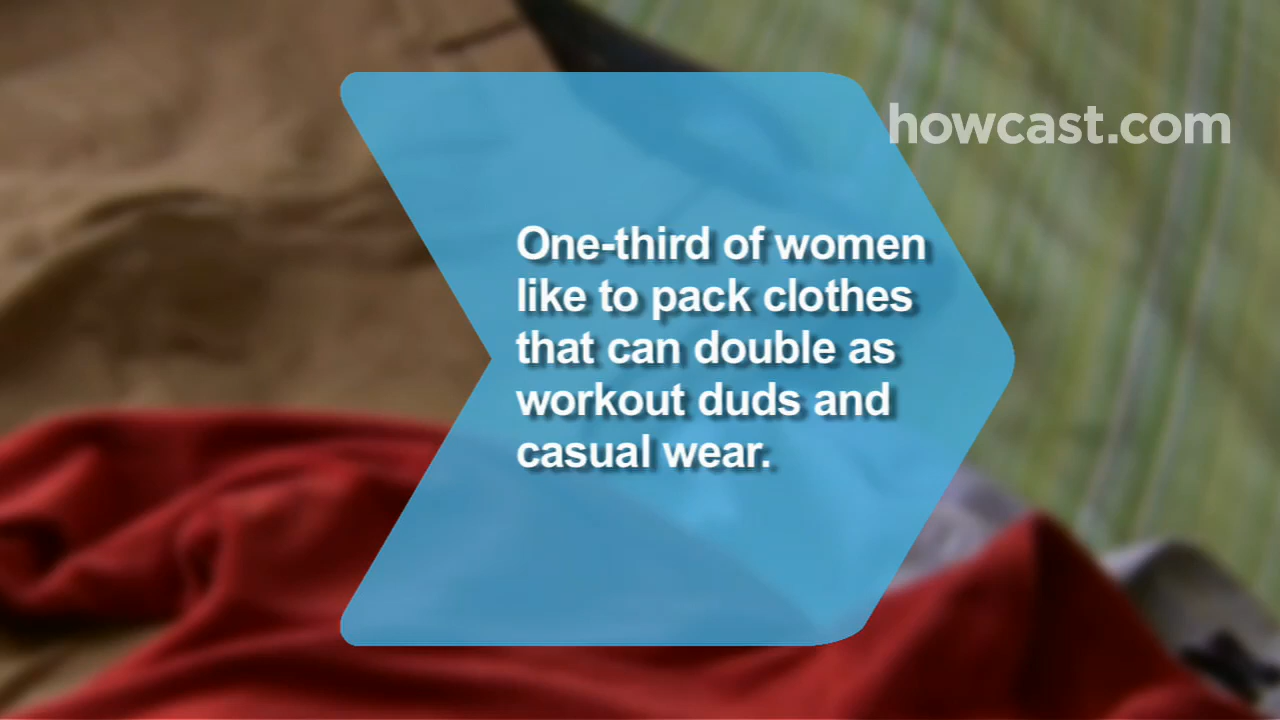 howcast.com
One-third of women
like to pack clothes
that can double as
workout duds and
casual wear.